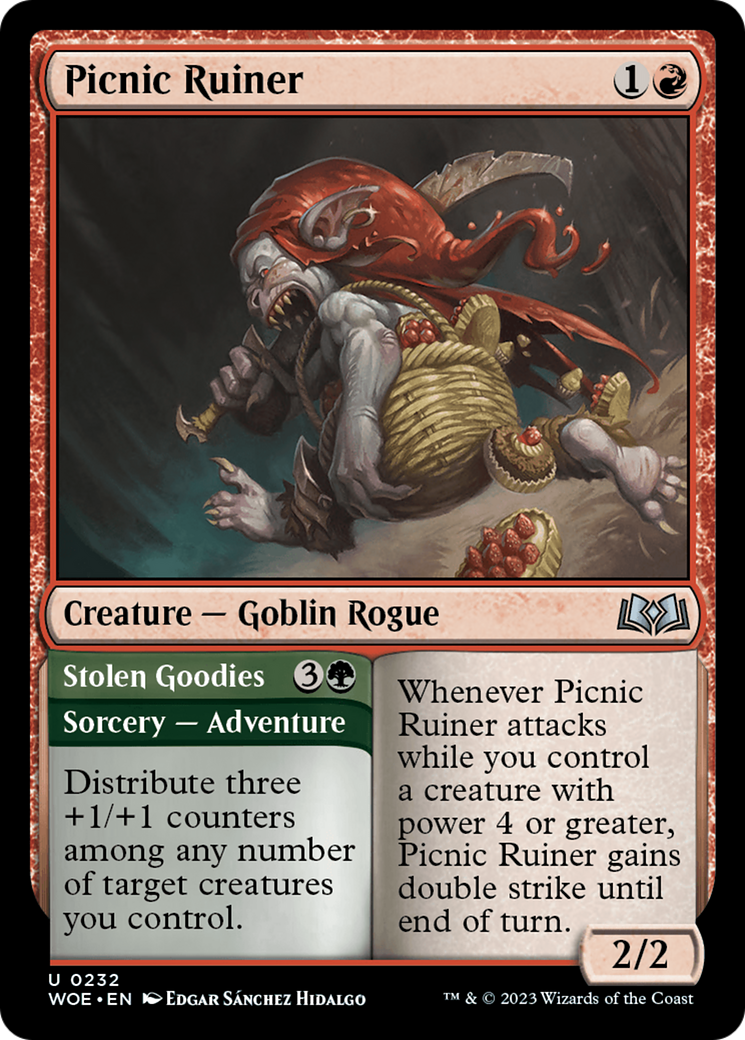 Picnic Ruiner 1
Creature — Goblin Rogue
Stolen Goodies 3
Sorcery — Adventure
Distribute three
+1/+1 counters
among any number
of target creatures
you control.
Whenever Picnic
Ruiner attacks
while you control
a creature with
power 4 or greater,
Picnic Ruiner gains
double strike until
end of turn.
2/2
U 0232
WOE • EN Edgar Sánchez Hidalgo
™ & © 2023 Wizards of the Coast